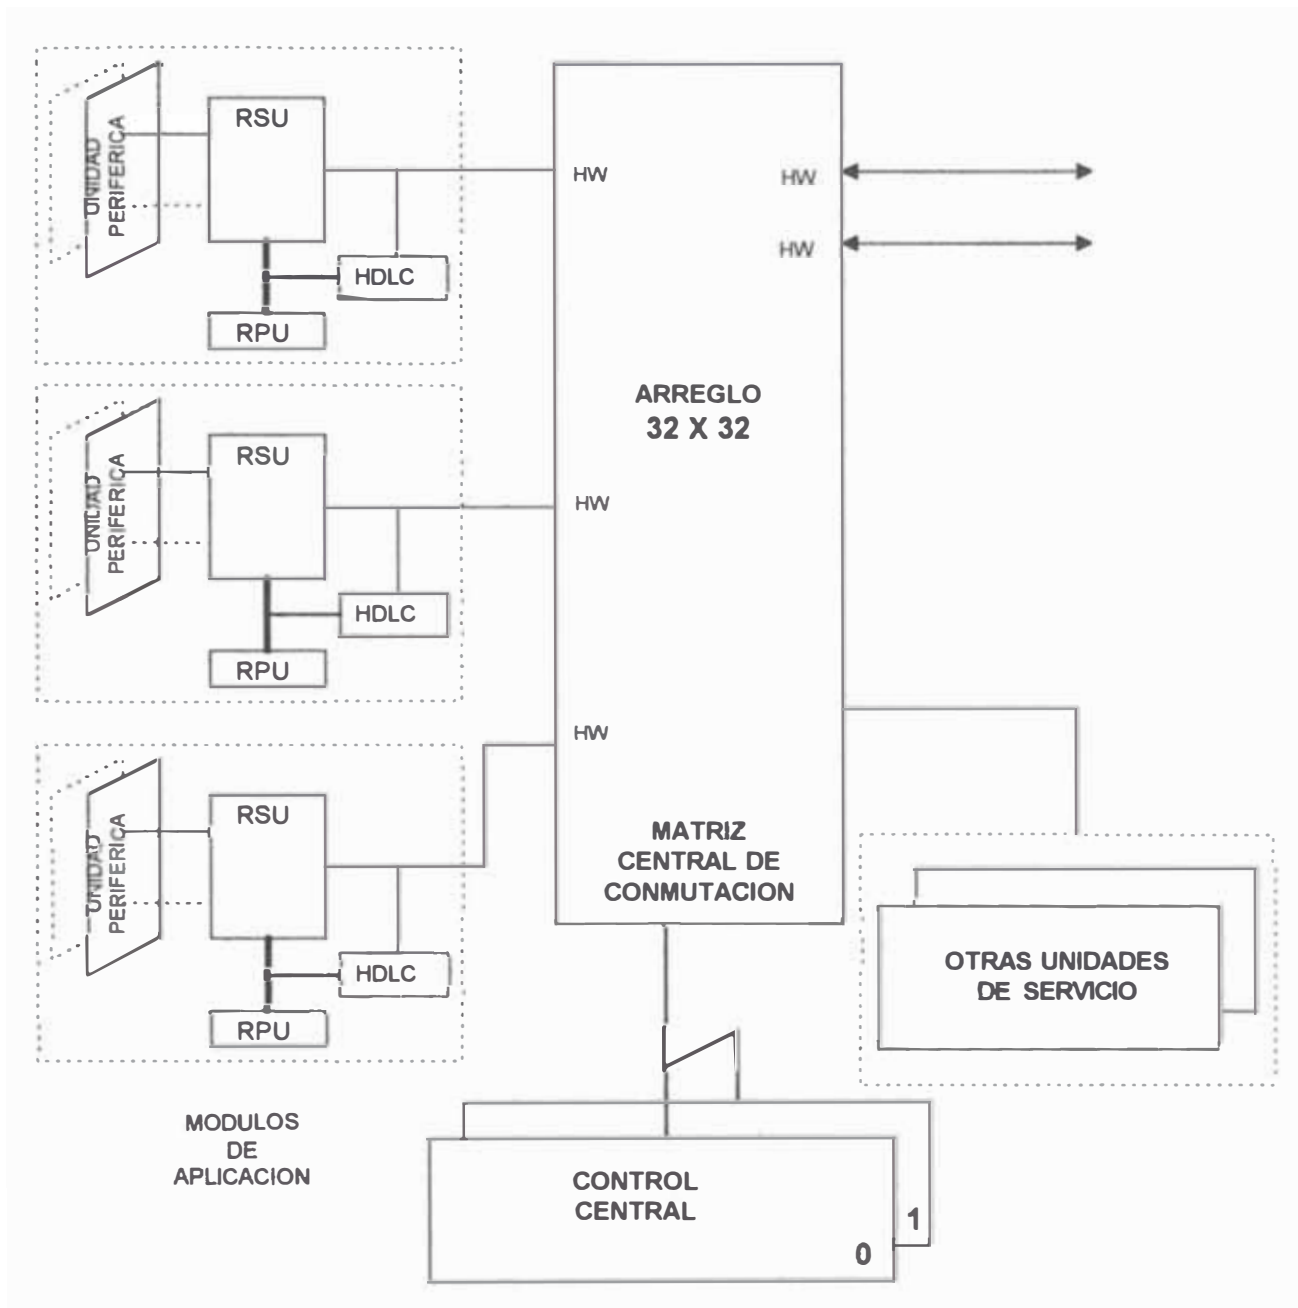 UNIDAD
PERIFERICA
RSU
HDLC
RPU
HW
HW
HW
ARREGLO
32 X 32
UNIDAD
PERIFERICA
RSU
HDLC
RPU
HW
UNIDAD
PERIFERICA
RSU
HDLC
RPU
HW
MATRIZ
CENTRAL DE
CONMUTACION
OTRAS UNIDADES
DE SERVICIO
MODULOS
DE
APLICACION
CONTROL
CENTRAL
1
0